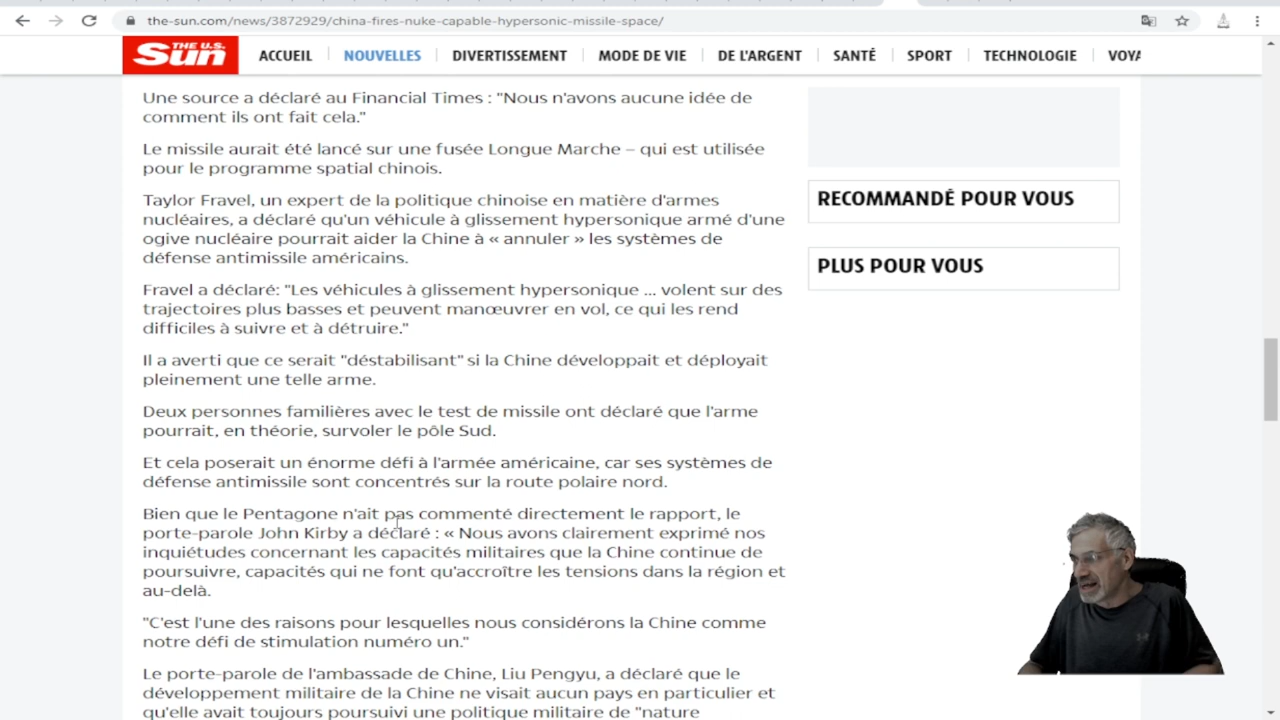 the-sun.com/news/3872929/china-fires-nuke-capable-hypersonic-missile-space/
THE U.S. Sun
ACCUEIL NOUVELLES DIVERTISSEMENT MODE DE VIE DE L'ARGENT SANTÉ SPORT TECHNOLOGIE VOYA
Une source a déclaré au Financial Times : "Nous n'avons aucune idée de
comment ils ont fait cela."
Le missile aurait été lancé sur une fusée Longue Marche – qui est utilisée
pour le programme spatial chinois.
Taylor Fravel, un expert de la politique chinoise en matière d'armes
nucléaires, a déclaré qu'un véhicule à glissement hypersonique armé d'une
ogive nucléaire pourrait aider la Chine à « annuler » les systèmes de
défense antimissile américains.
Fravel a déclaré: "Les véhicules à glissement hypersonique ... volent sur des
trajectoires plus basses et peuvent manœuvrer en vol, ce qui les rend
difficiles à suivre et à détruire."
Il a averti que ce serait "déstabilisant" si la Chine développait et déployait
pleinement une telle arme.
Deux personnes familières avec le test de missile ont déclaré que l'arme
pourrait, en théorie, survoler le pôle Sud.
Et cela poserait un énorme défi à l'armée américaine, car ses systèmes de
défense antimissile sont concentrés sur la route polaire nord.
Bien que le Pentagone n'ait pas commenté directement le rapport, le
porte-parole John Kirby a déclaré : « Nous avons clairement exprimé nos
inquiétudes concernant les capacités militaires que la Chine continue de
poursuivre, capacités qui ne font qu'accroître les tensions dans la région et
au-delà.
"C'est l'une des raisons pour lesquelles nous considérons la Chine comme
notre défi de stimulation numéro un."
Le porte-parole de l'ambassade de Chine, Liu Pengyu, a déclaré que le
développement militaire de la Chine ne visait aucun pays en particulier et
qu'elle avait toujours poursuivi une politique militaire de "nature
RECOMMANDÉ POUR VOUS
PLUS POUR VOUS